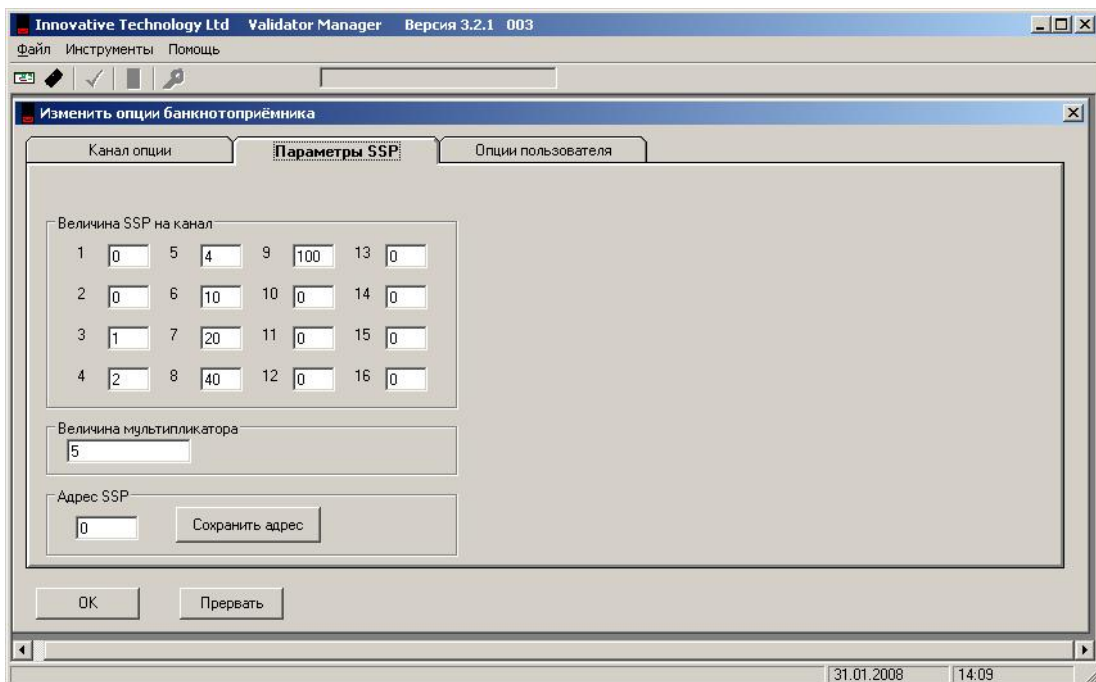 Innovative Technology Ltd Validator Manager Версия 3.2.1 003
Файл Инструменты Помощь
Изменить опции банкнотоприёмника
Канал опции Параметры SSP Опции пользователя
Величина SSP на канал
1 0 5 4 9 100 13 0
2 0 6 10 10 0 14 0
3 1 7 20 11 0 15 0
4 2 8 40 12 0 16 0
Величина мультипликатора
5
Адрес SSP
0 Сохранить адрес
OK Прервать
31.01.2008 14:09